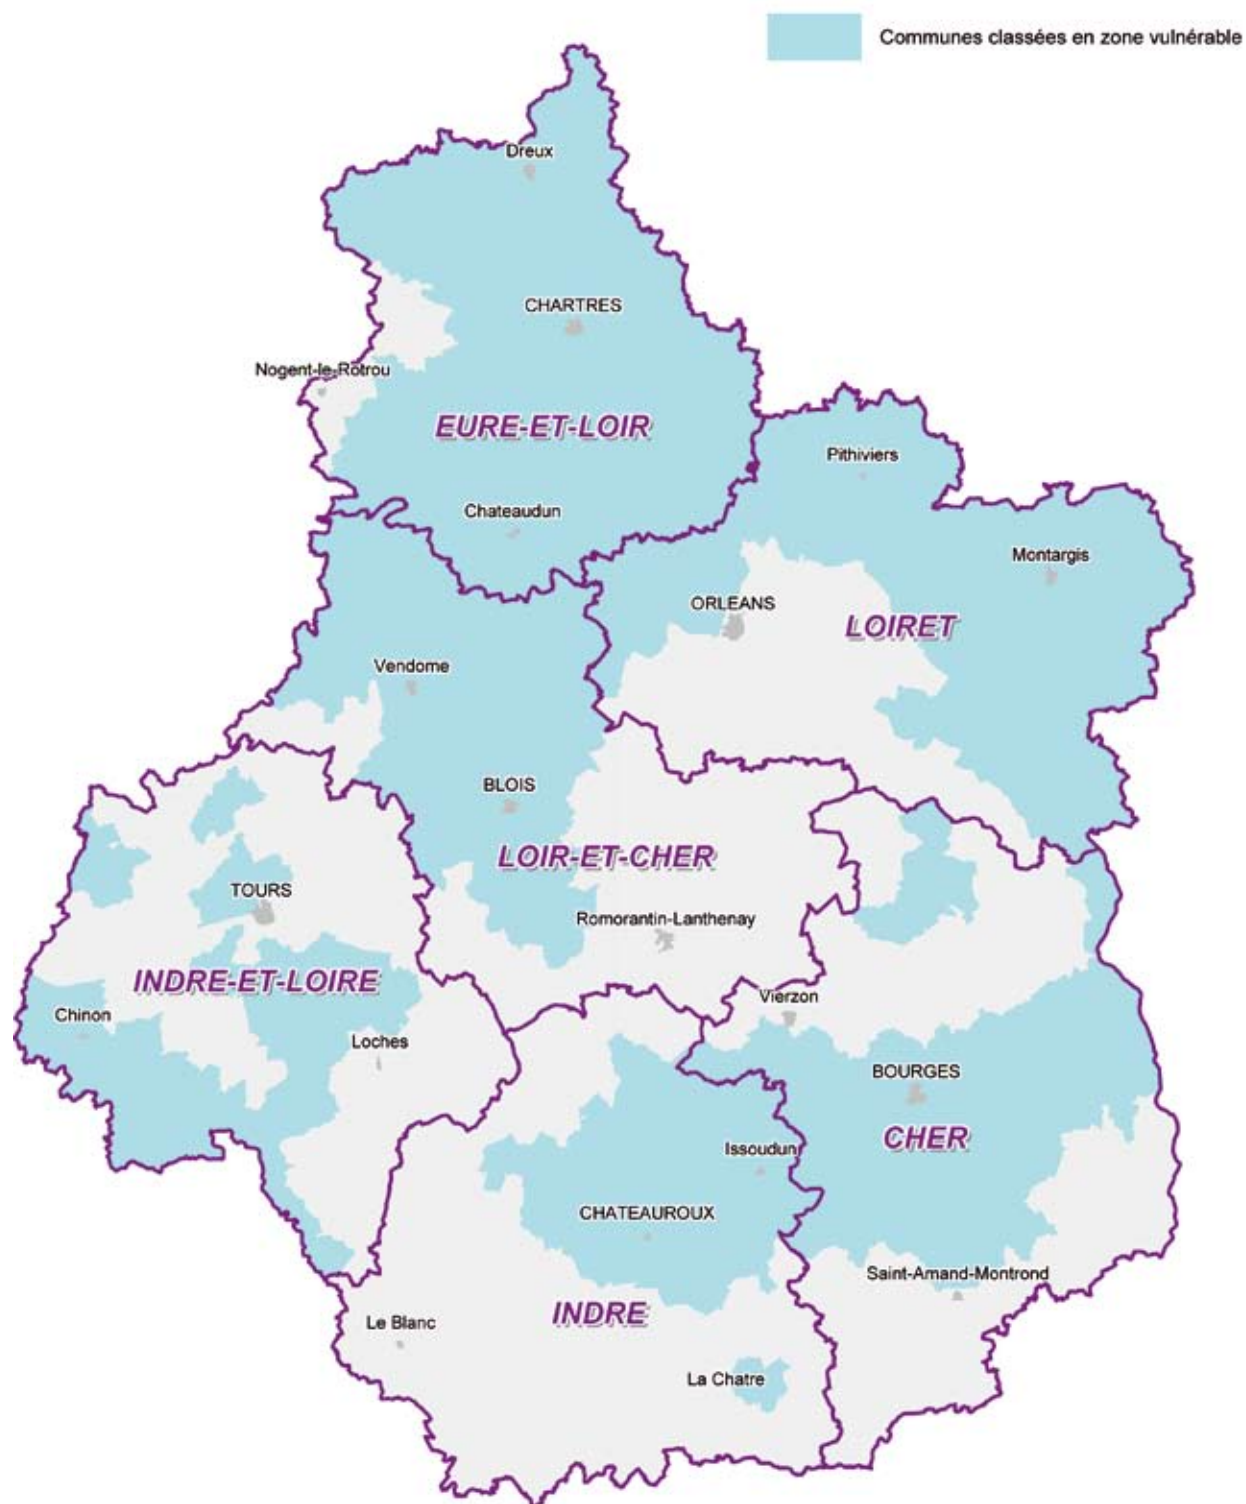 Communes classées en zone vulnérable
Dreux
CHARTRES
Nogent-le-Rotrou
EURE-ET-LOIR
Pithiviers
Chateaudun
Montargis
ORLEANS
LOIRET
Vendome
BLOIS
LOIR-ET-CHER
TOURS
Romorantin-Lanthenay
INDRE-ET-LOIRE
Vierzon
Chinon
Loches
BOURGES
CHER
Issoudun
CHATEAUROUX
Saint-Amand-Montrond
INDRE
Le Blanc
La Chatre